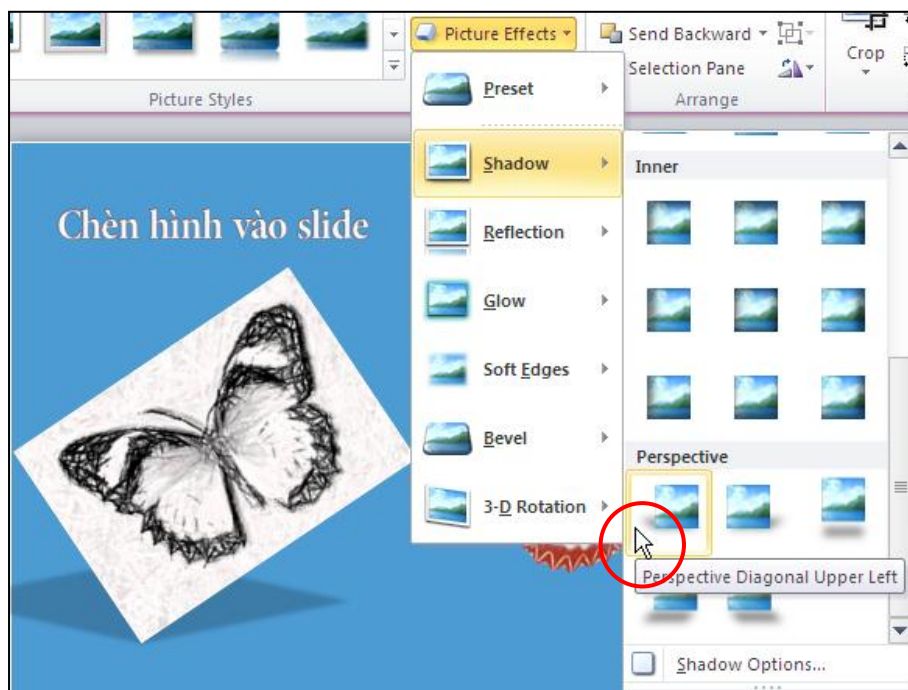 Picture Effects
Send Backward
Selection Pane
Crop
Picture Styles
Arrange
Preset
Shadow
Reflection
Glow
Soft Edges
Bevel
3-D Rotation
Inner
Perspective
Perspective Diagonal Upper Left
Shadow Options...
Chèn hình vào slide